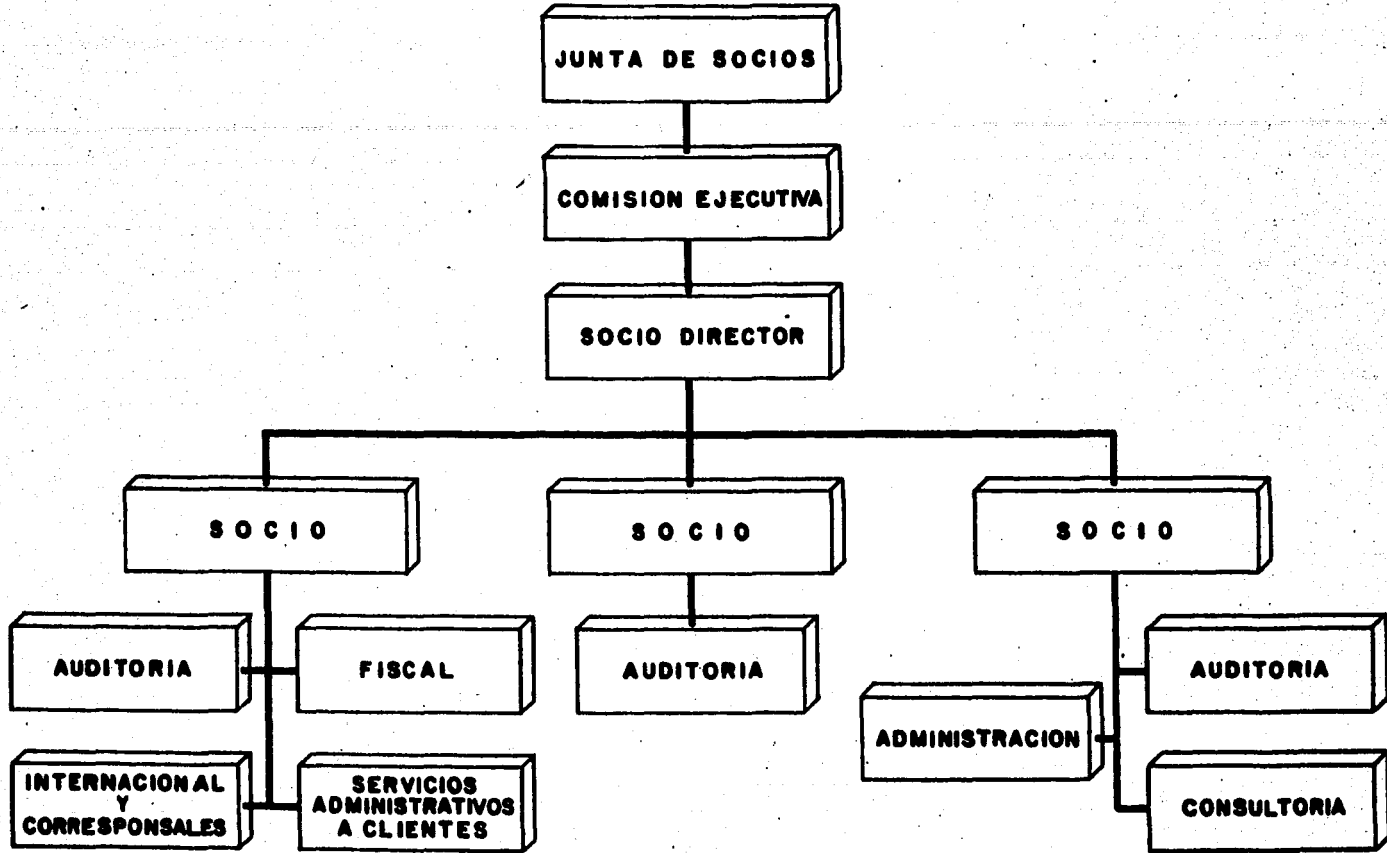 JUNTA DE SOCIOS
COMISION EJECUTIVA
SOCIO DIRECTOR
SOCIO
SOCIO
SOCIO
AUDITORIA
FISCAL
AUDITORIA
AUDITORIA
ADMINISTRACION
INTERNACIONAL
Y
CORRESPONSALES
SERVICIOS
ADMINISTRATIVOS
A CLIENTES
CONSULTORIA